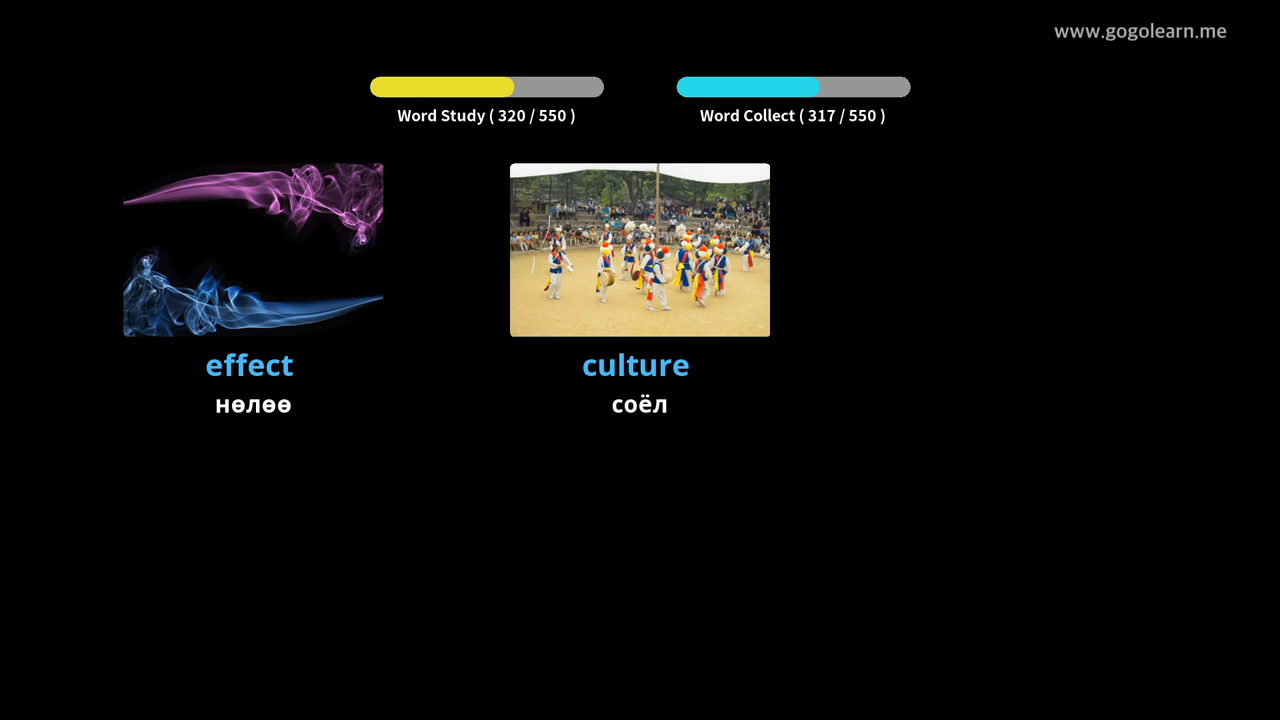 www.gogolearn.me
Word Study ( 320 / 550 )
Word Collect ( 317 / 550 )
effect
нөлөө
culture
соёл